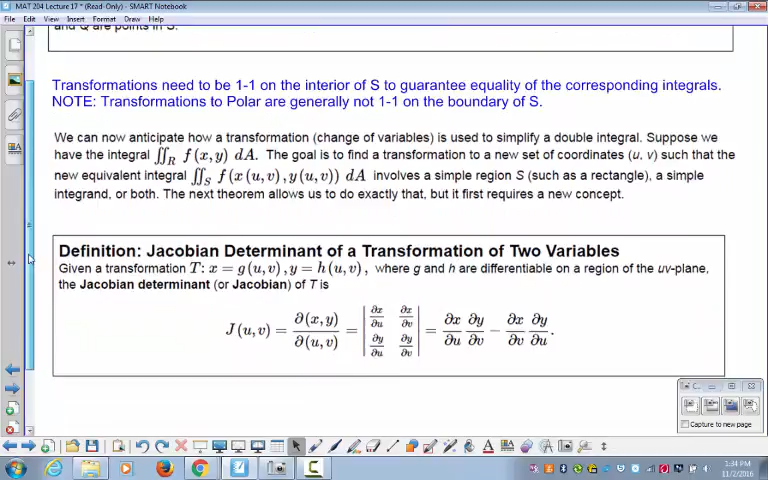 MAT 204 Lecture 17 * (Read-Only) - SMART Notebook
File Edit View Insert Format Draw Help
and Q are points in S.
Transformations need to be 1-1 on the interior of S to guarantee equality of the corresponding integrals.
NOTE: Transformations to Polar are generally not 1-1 on the boundary of S.
We can now anticipate how a transformation (change of variables) is used to simplify a double integral. Suppose we
have the integral ∬_R f(x,y) dA. The goal is to find a transformation to a new set of coordinates (u, v) such that the
new equivalent integral ∬_S f(x(u,v),y(u,v)) dA involves a simple region S (such as a rectangle), a simple
integrand, or both. The next theorem allows us to do exactly that, but it first requires a new concept.
Definition: Jacobian Determinant of a Transformation of Two Variables
Given a transformation T: x = g(u,v), y = h(u,v), where g and h are differentiable on a region of the uv-plane,
the Jacobian determinant (or Jacobian) of T is
J(u,v) = ∂(x,y)/∂(u,v) = | ∂x/∂u ∂x/∂v ; ∂y/∂u ∂y/∂v | = ∂x/∂u ∂y/∂v − ∂x/∂v ∂y/∂u.
Capture to new page
1:34 PM
11/2/2016